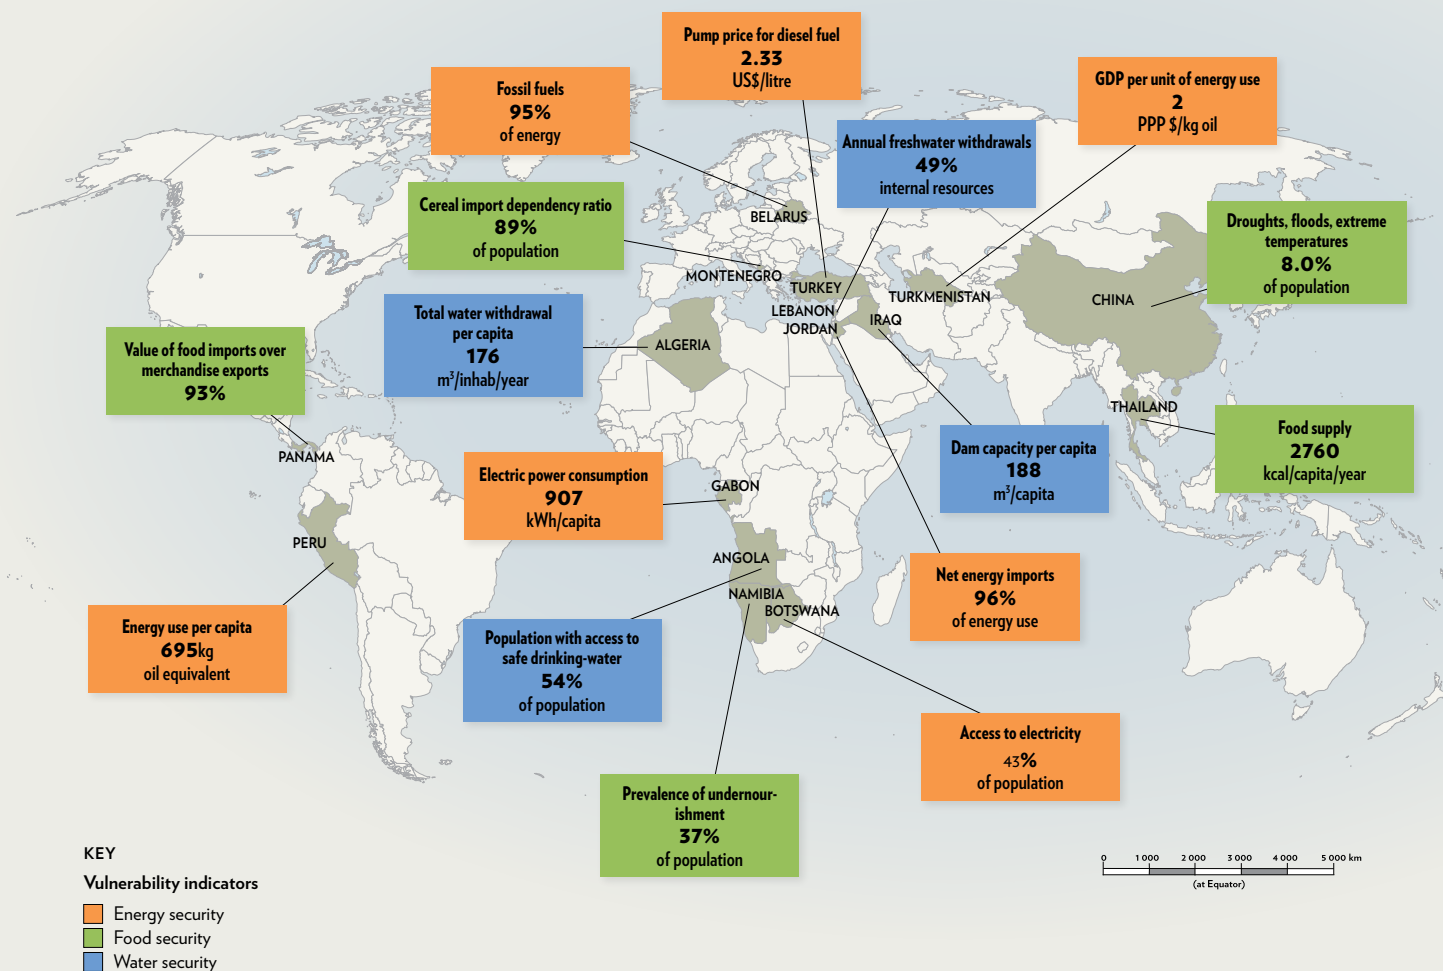 Pump price for diesel fuel
2.33
US$/litre
Fossil fuels
95%
of energy
GDP per unit of energy use
2
PPP $/kg oil
Annual freshwater withdrawals
49%
internal resources
Cereal import dependency ratio
89%
of population
Droughts, floods, extreme
temperatures
8.0%
of population
BELARUS
MONTENEGRO
TURKEY
TURKMENISTAN
CHINA
LEBANON
JORDAN
IRAQ
Total water withdrawal
per capita
176
m³/inhab/year
ALGERIA
Value of food imports over
merchandise exports
93%
PANAMA
THAILAND
Food supply
2760
kcal/capita/year
Dam capacity per capita
188
m³/capita
Electric power consumption
907
kWh/capita
GABON
PERU
ANGOLA
NAMIBIA
BOTSWANA
Net energy imports
96%
of energy use
Energy use per capita
695kg
oil equivalent
Population with access to
safe drinking-water
54%
of population
Access to electricity
43%
of population
Prevalence of undernour-
ishment
37%
of population
KEY
Vulnerability indicators
Energy security
Food security
Water security
0 1 000 2 000 3 000 4 000 5 000 km
(at Equator)